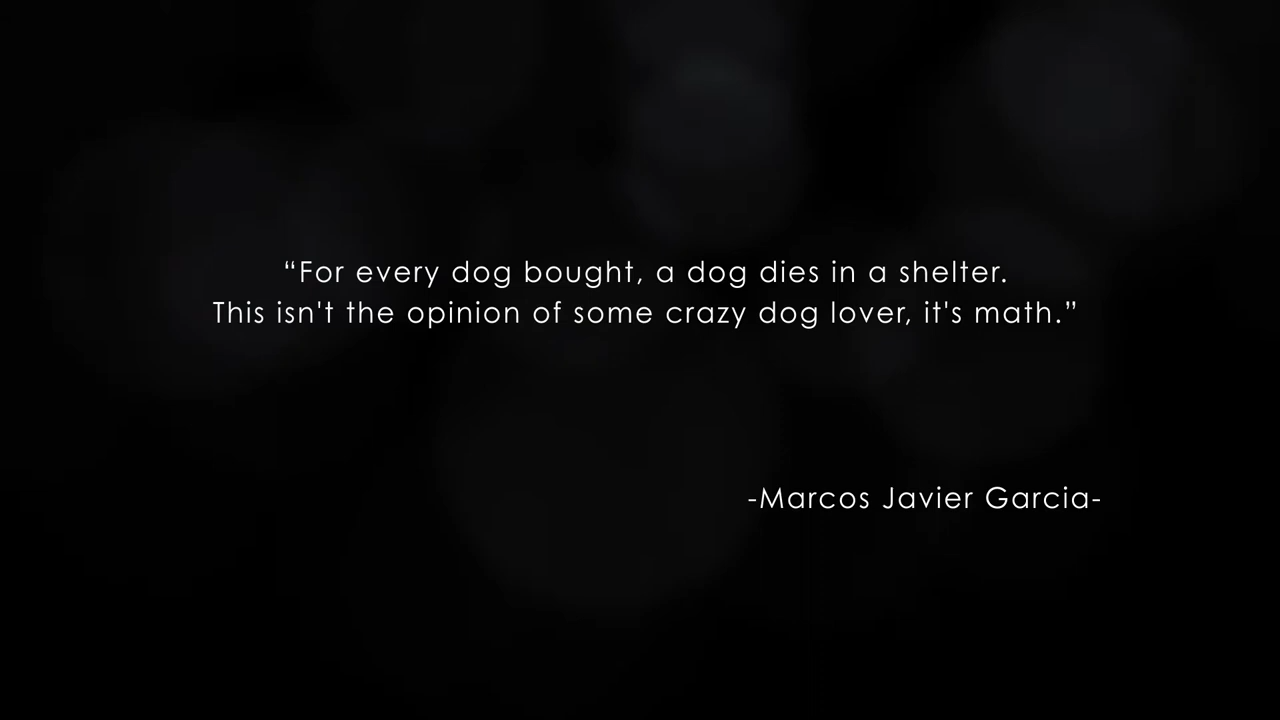 “For every dog bought, a dog dies in a shelter.
This isn't the opinion of some crazy dog lover, it's math.”
-Marcos Javier Garcia-